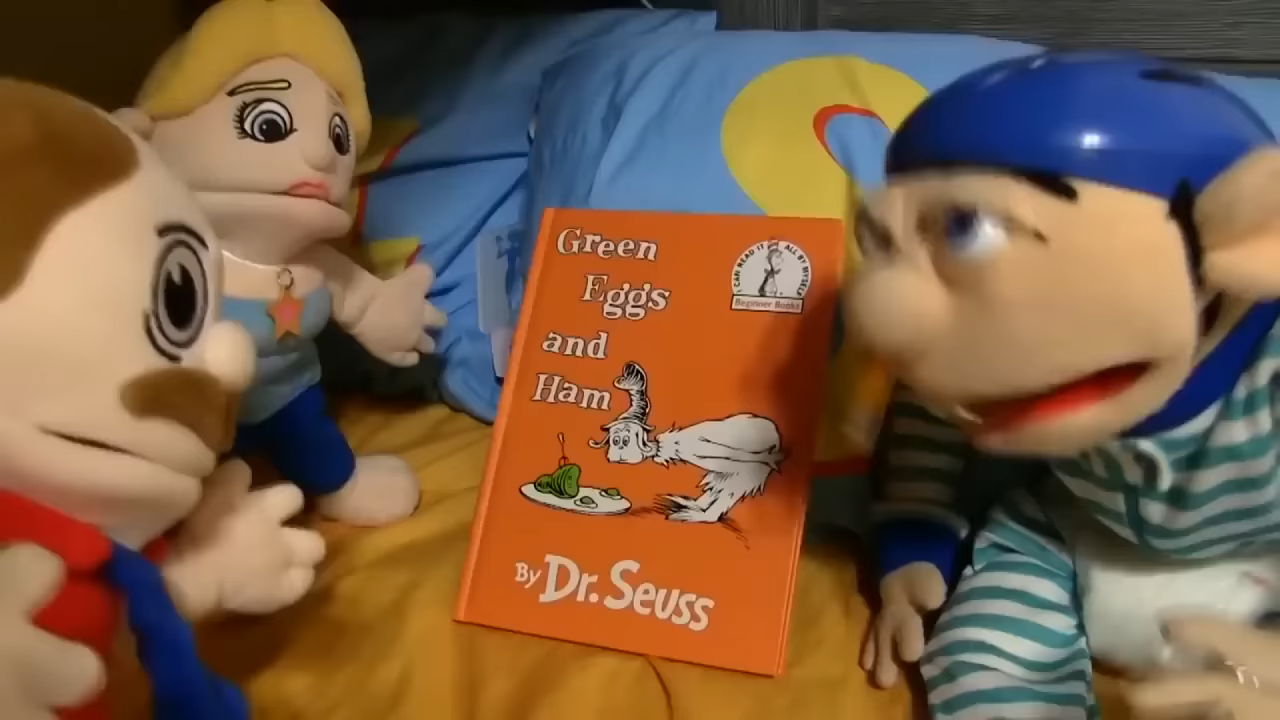 Green
Eggs
and
Ham
I CAN READ IT ALL BY MYSELF
Beginner Books
By Dr. Seuss